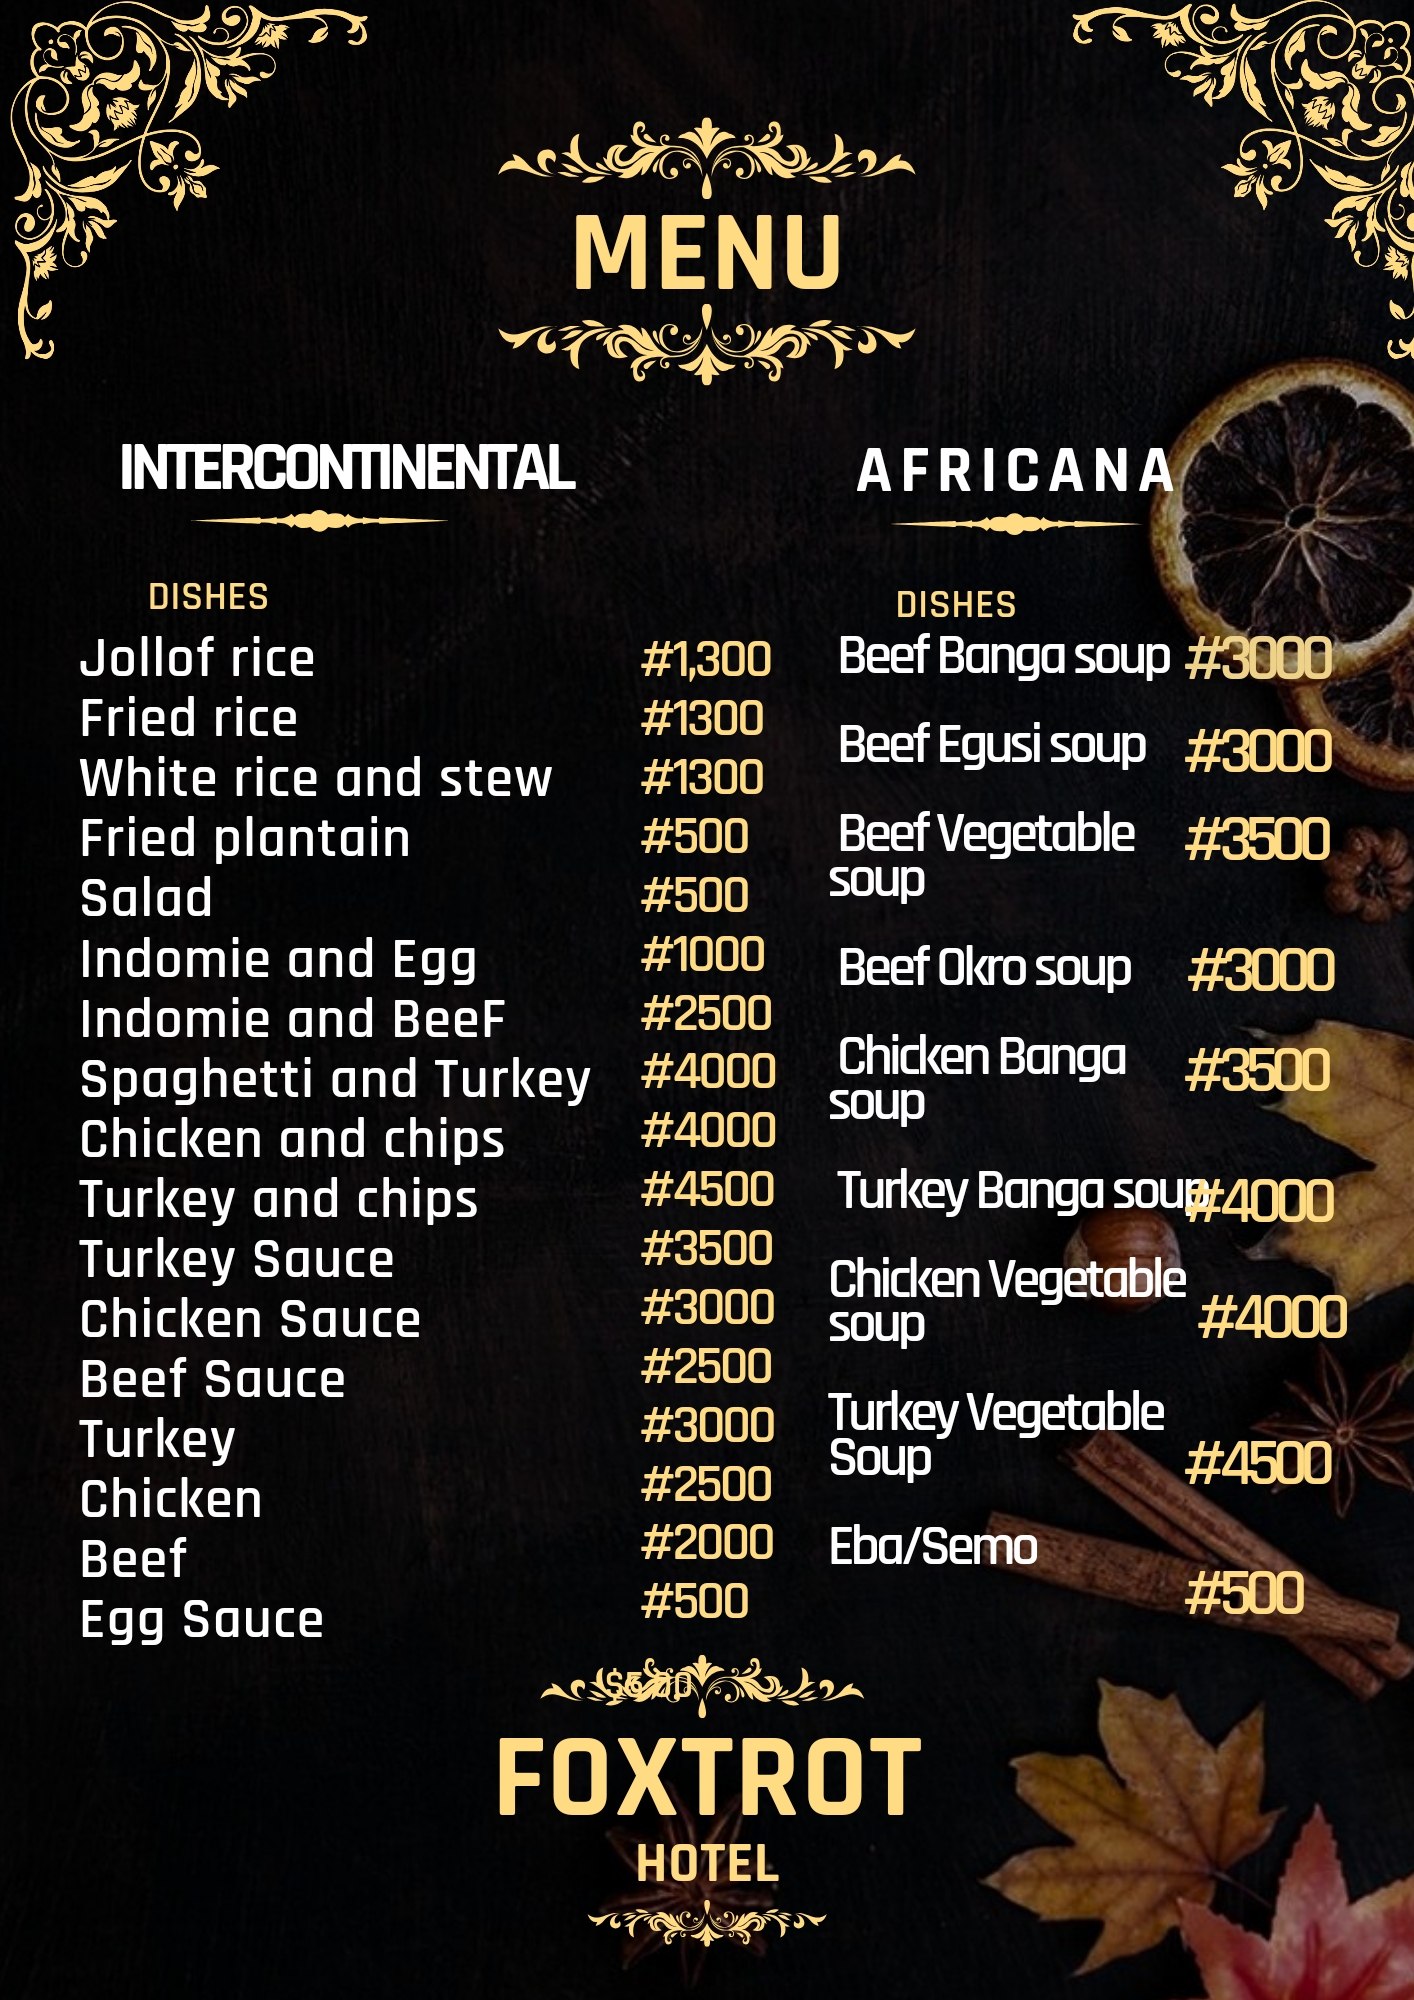 MENU
INTERCONTINENTAL
DISHES
Jollof rice #1,300
Fried rice #1300
White rice and stew #1300
Fried plantain #500
Salad #500
Indomie and Egg #1000
Indomie and BeeF #2500
Spaghetti and Turkey #4000
Chicken and chips #4000
Turkey and chips #4500
Turkey Sauce #3500
Chicken Sauce #3000
Beef Sauce #2500
Turkey #3000
Chicken #2500
Beef #2000
Egg Sauce #500
AFRICANA
DISHES
Beef Banga soup #3000
Beef Egusi soup #3000
Beef Vegetable #3500
soup
Beef Okro soup #3000
Chicken Banga #3500
soup
Turkey Banga soup #4000
Chicken Vegetable
soup #4000
Turkey Vegetable
Soup #4500
Eba/Semo
#500
FOXTROT
HOTEL